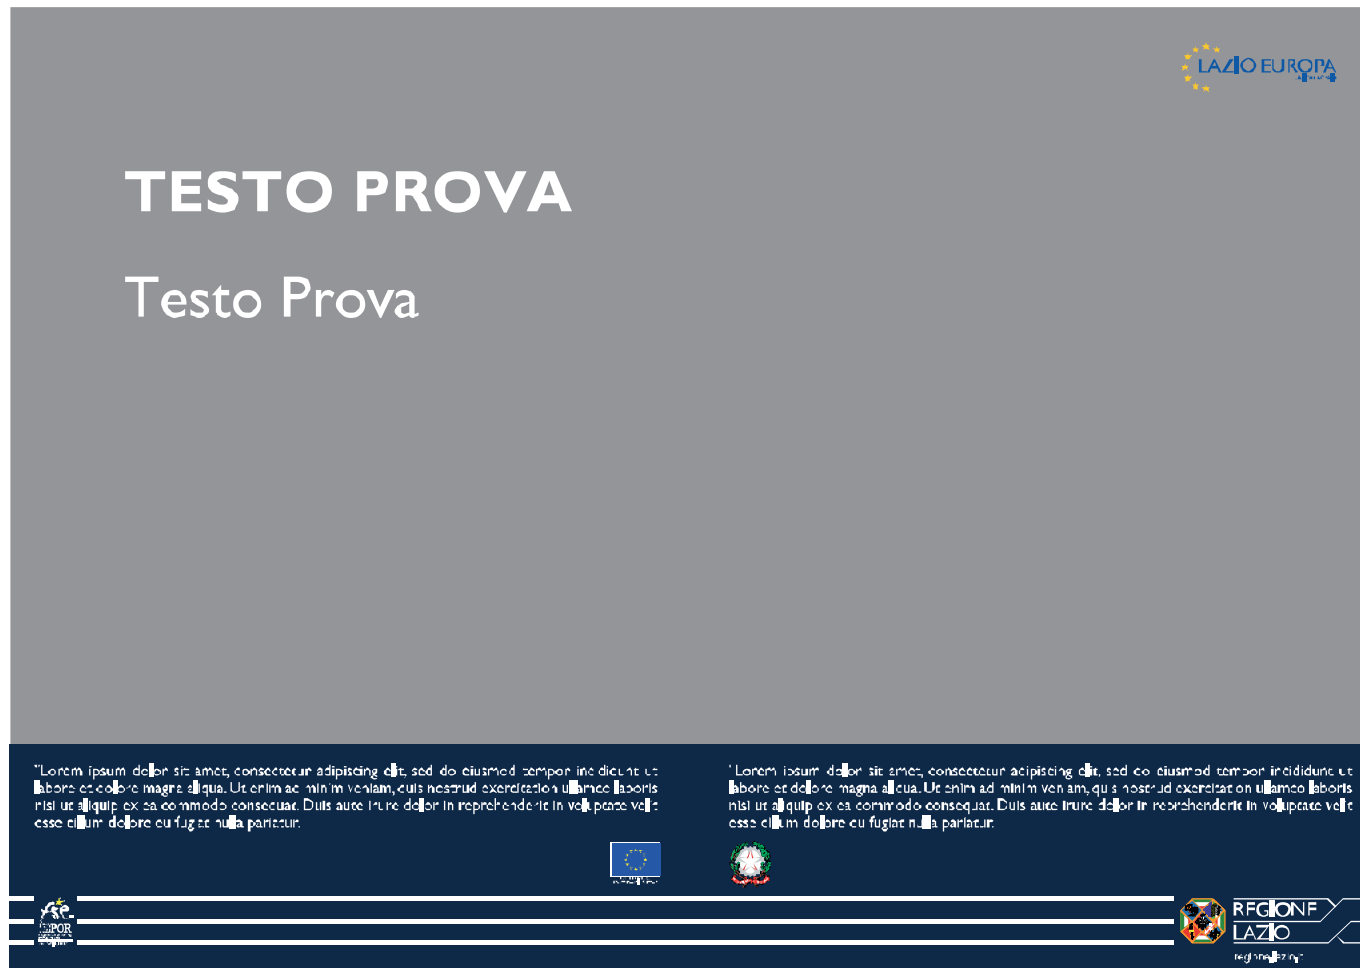 LAZIO EUROPA
TESTO PROVA
Testo Prova
"Lorem ipsum dolor sit amet, consectetur adipiscing elit, sed do eiusmod tempor incididunt ut
labore et dolore magna aliqua. Ut enim ad minim veniam, quis nostrud exercitation ullamco laboris
nisi ut aliquip ex ea commodo consequat. Duis aute irure dolor in reprehenderit in voluptate velit
esse cillum dolore eu fugiat nulla pariatur.
"Lorem ipsum dolor sit amet, consectetur adipiscing elit, sed do eiusmod tempor incididunt ut
labore et dolore magna aliqua. Ut enim ad minim veniam, quis nostrud exercitation ullamco laboris
nisi ut aliquip ex ea commodo consequat. Duis aute irure dolor in reprehenderit in voluptate velit
esse cillum dolore eu fugiat nulla pariatur.
fse
POR
REGIONE
LAZIO
regione.lazio.it